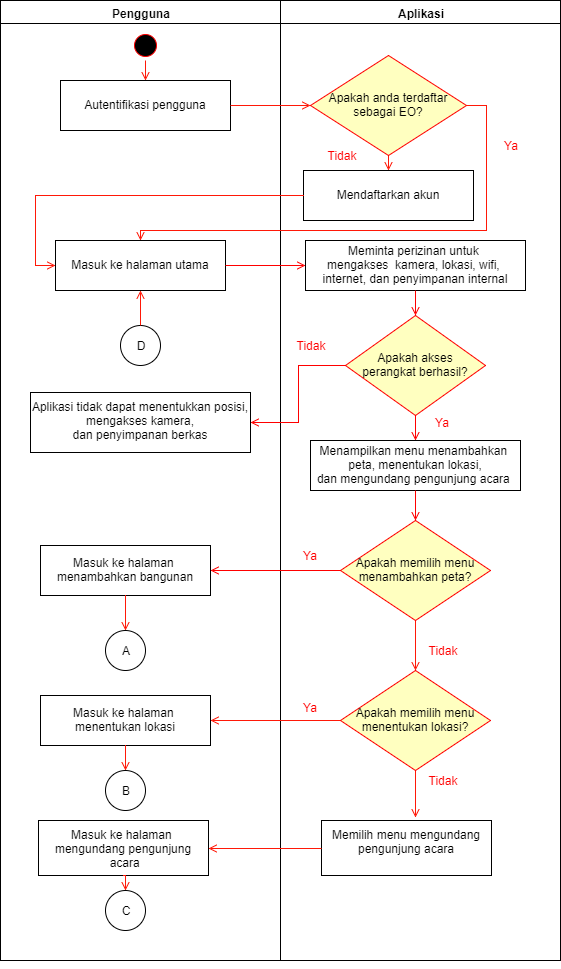 Pengguna
Aplikasi
Autentifikasi pengguna
Apakah anda terdaftar
sebagai EO?
Ya
Tidak
Mendaftarkan akun
Masuk ke halaman utama
Meminta perizinan untuk
mengakses kamera, lokasi, wifi,
internet, dan penyimpanan internal
D
Tidak
Apakah akses
perangkat berhasil?
Aplikasi tidak dapat menentukkan posisi,
mengakses kamera,
dan penyimpanan berkas
Ya
Menampilkan menu menambahkan
peta, menentukan lokasi,
dan mengundang pengunjung acara
Masuk ke halaman
menambahkan bangunan
Ya
Apakah memilih menu
menambahkan peta?
A
Tidak
Masuk ke halaman
menentukan lokasi
Ya
Apakah memilih menu
menentukan lokasi?
B
Tidak
Masuk ke halaman
mengundang pengunjung
acara
Memilih menu mengundang
pengunjung acara
C